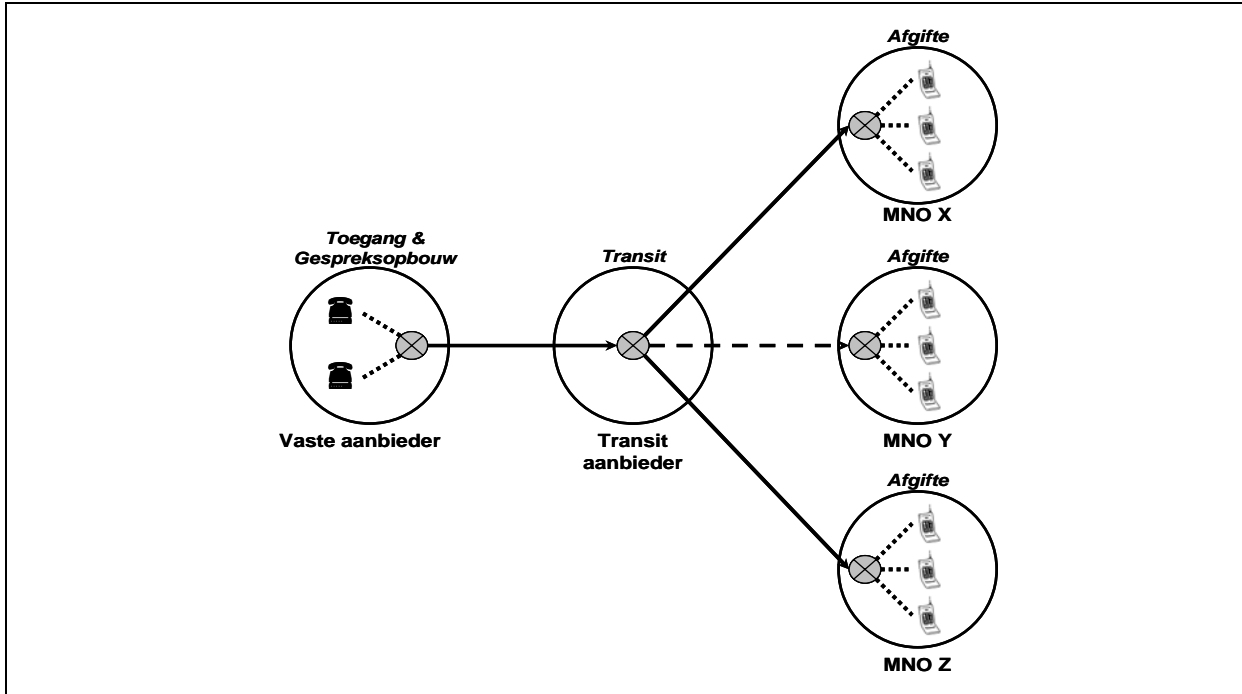 Afgifte
MNO X
Toegang &
Gespreksopbouw
Vaste aanbieder
Transit
Transit
aanbieder
Afgifte
MNO Y
Afgifte
MNO Z